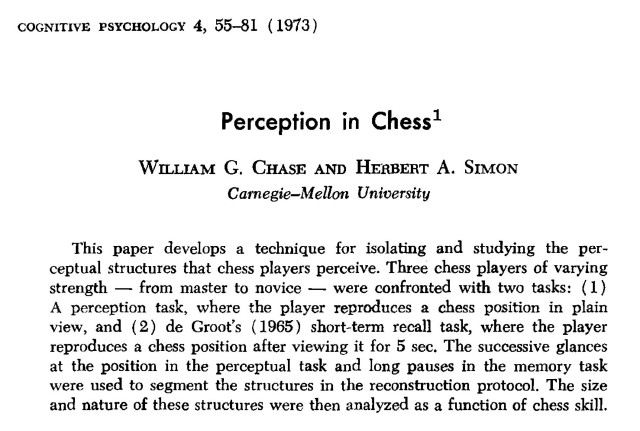 COGNITIVE PSYCHOLOGY 4, 55–81 (1973)
Perception in Chess¹
WILLIAM G. CHASE AND HERBERT A. SIMON
Carnegie–Mellon University
This paper develops a technique for isolating and studying the per-
ceptual structures that chess players perceive. Three chess players of varying
strength — from master to novice — were confronted with two tasks: (1)
A perception task, where the player reproduces a chess position in plain
view, and (2) de Groot's (1965) short-term recall task, where the player
reproduces a chess position after viewing it for 5 sec. The successive glances
at the position in the perceptual task and long pauses in the memory task
were used to segment the structures in the reconstruction protocol. The size
and nature of these structures were then analyzed as a function of chess skill.